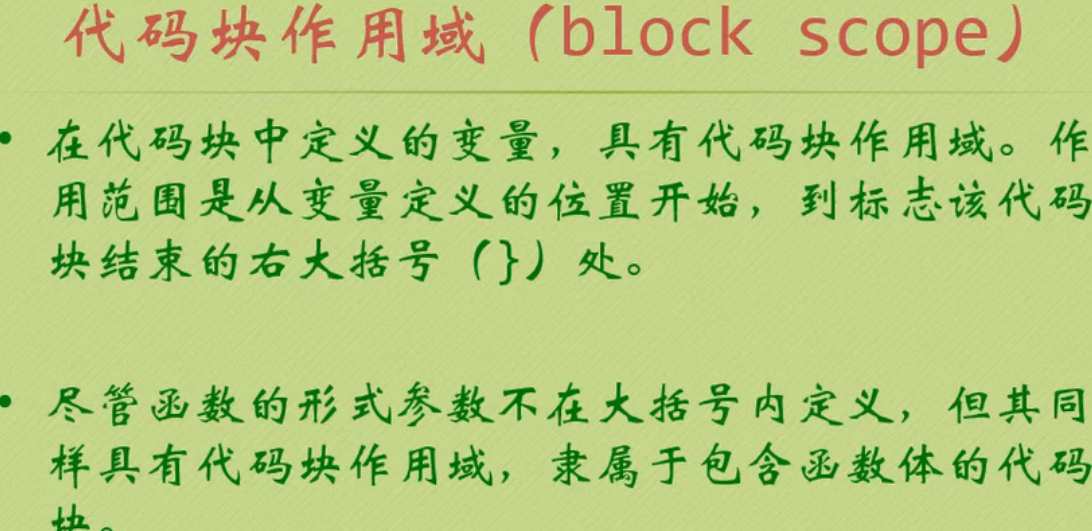 代码块作用域（block scope）
• 在代码块中定义的变量，具有代码块作用域。作
用范围是从变量定义的位置开始，到标志该代码
块结束的右大括号（}）处。
• 尽管函数的形式参数不在大括号内定义，但其同
样具有代码块作用域，隶属于包含函数体的代码
块。